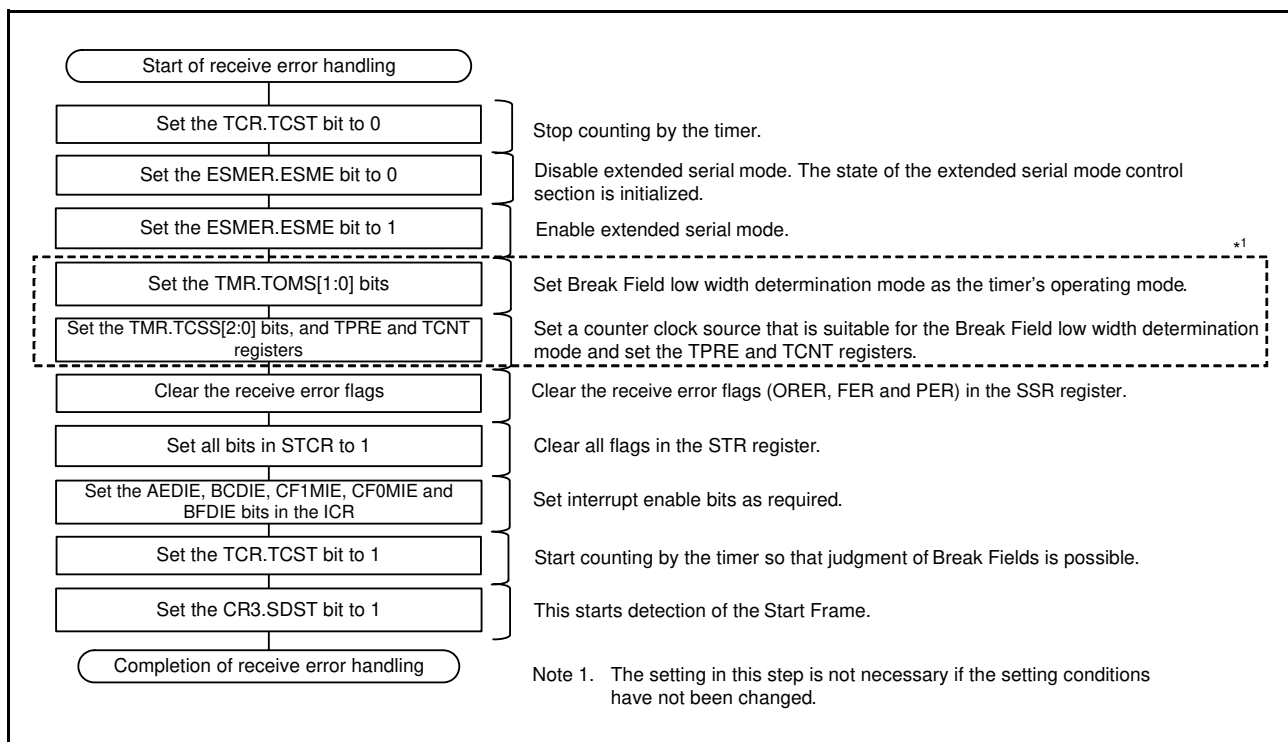 Start of receive error handling
Set the TCR.TCST bit to 0
Stop counting by the timer.
Set the ESMER.ESME bit to 0
Disable extended serial mode. The state of the extended serial mode control
section is initialized.
Set the ESMER.ESME bit to 1
Enable extended serial mode.
*1
Set the TMR.TOMS[1:0] bits
Set Break Field low width determination mode as the timer's operating mode.
Set the TMR.TCSS[2:0] bits, and TPRE and TCNT
registers
Set a counter clock source that is suitable for the Break Field low width determination
mode and set the TPRE and TCNT registers.
Clear the receive error flags
Clear the receive error flags (ORER, FER and PER) in the SSR register.
Set all bits in STCR to 1
Clear all flags in the STR register.
Set the AEDIE, BCDIE, CF1MIE, CF0MIE and
BFDIE bits in the ICR
Set interrupt enable bits as required.
Set the TCR.TCST bit to 1
Start counting by the timer so that judgment of Break Fields is possible.
Set the CR3.SDST bit to 1
This starts detection of the Start Frame.
Completion of receive error handling
Note 1. The setting in this step is not necessary if the setting conditions
have not been changed.